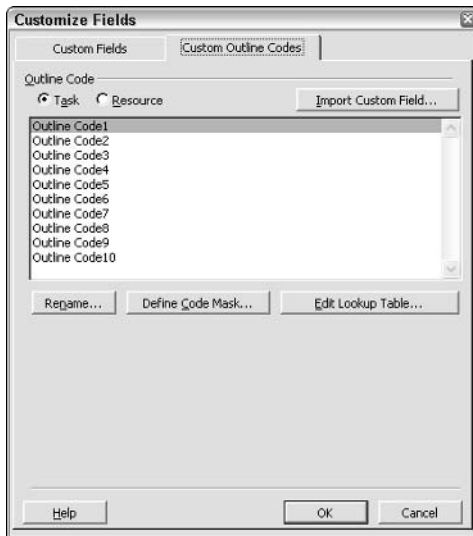 Customize Fields
Custom Fields
Custom Outline Codes
Outline Code
Task
Resource
Import Custom Field...
Outline Code1
Outline Code2
Outline Code3
Outline Code4
Outline Code5
Outline Code6
Outline Code7
Outline Code8
Outline Code9
Outline Code10
Rename...
Define Code Mask...
Edit Lookup Table...
Help
OK
Cancel